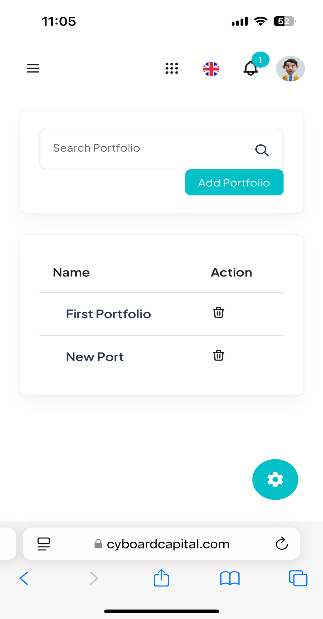 11:05
52
1
Search Portfolio
Add Portfolio
Name Action
First Portfolio
New Port
cyboardcapital.com